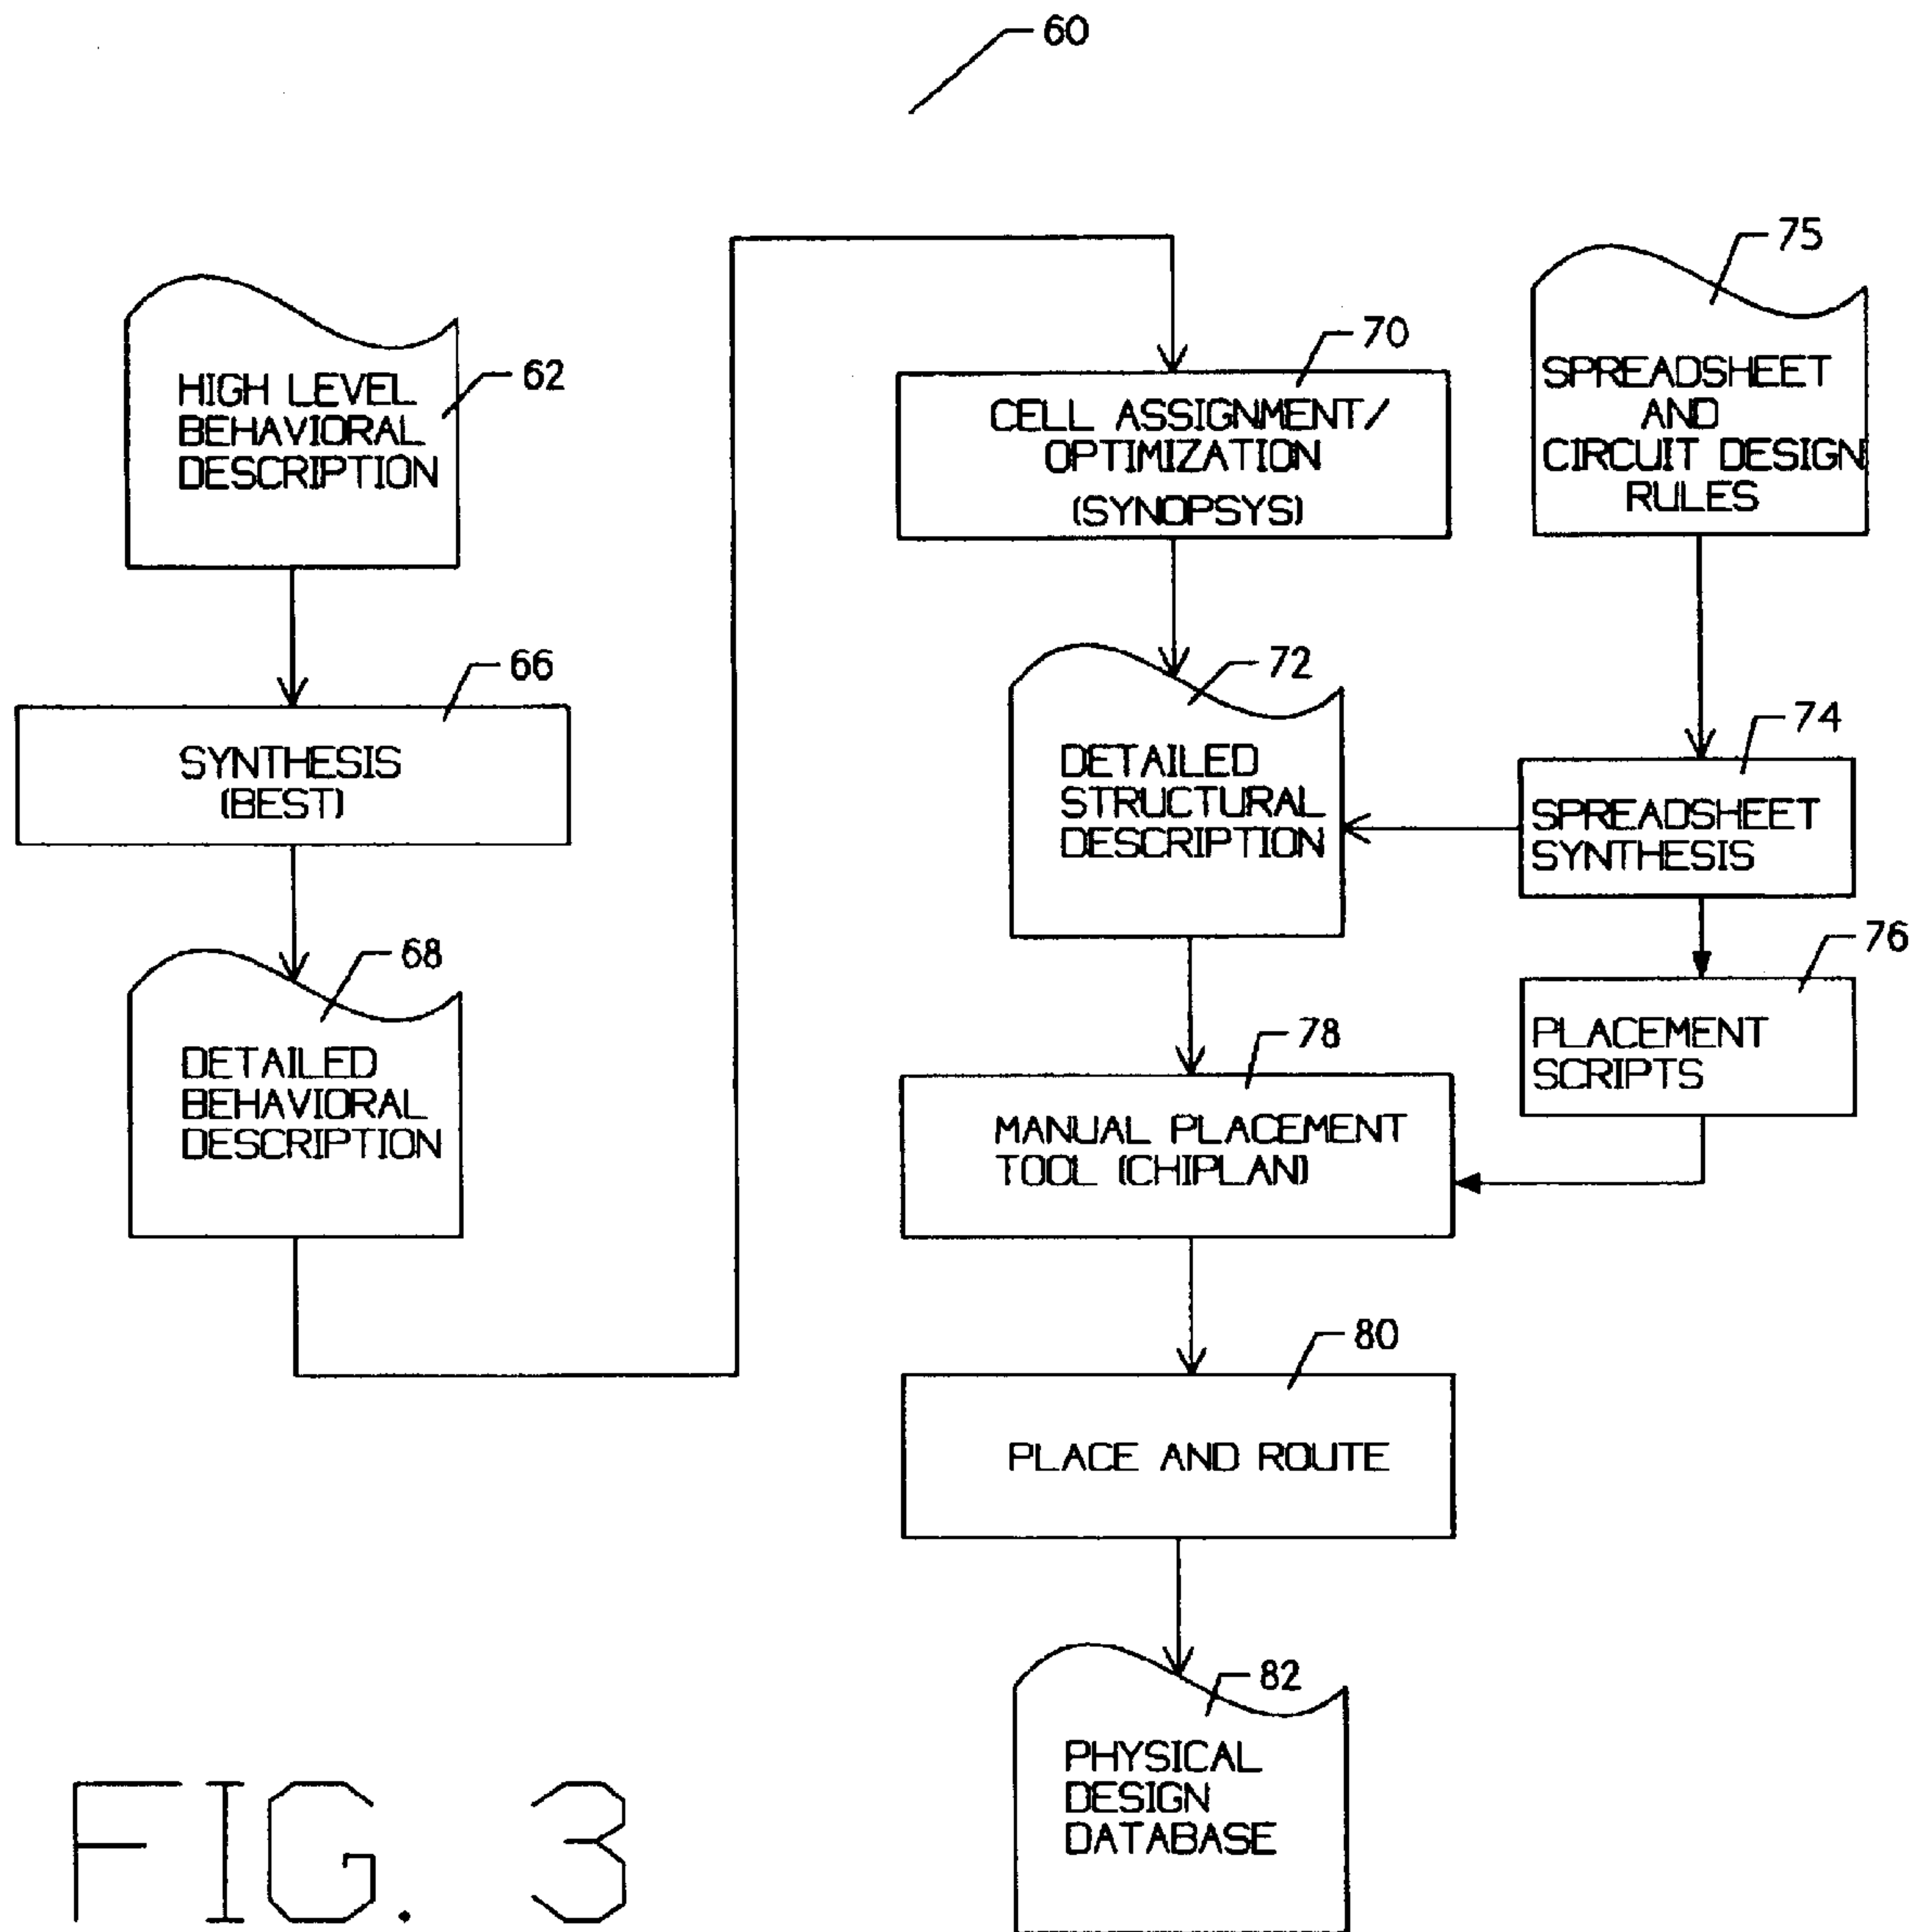 60
HIGH LEVEL
BEHAVIORAL
DESCRIPTION
62
SYNTHESIS
(BEST)
66
DETAILED
BEHAVIORAL
DESCRIPTION
68
CELL ASSIGNMENT/
OPTIMIZATION
(SYNOPSYS)
70
DETAILED
STRUCTURAL
DESCRIPTION
72
SPREADSHEET
AND
CIRCUIT DESIGN
RULES
75
SPREADSHEET
SYNTHESIS
74
PLACEMENT
SCRIPTS
76
MANUAL PLACEMENT
TOOL (CHIPLAN)
78
PLACE AND ROUTE
80
PHYSICAL
DESIGN
DATABASE
82
FIG. 3